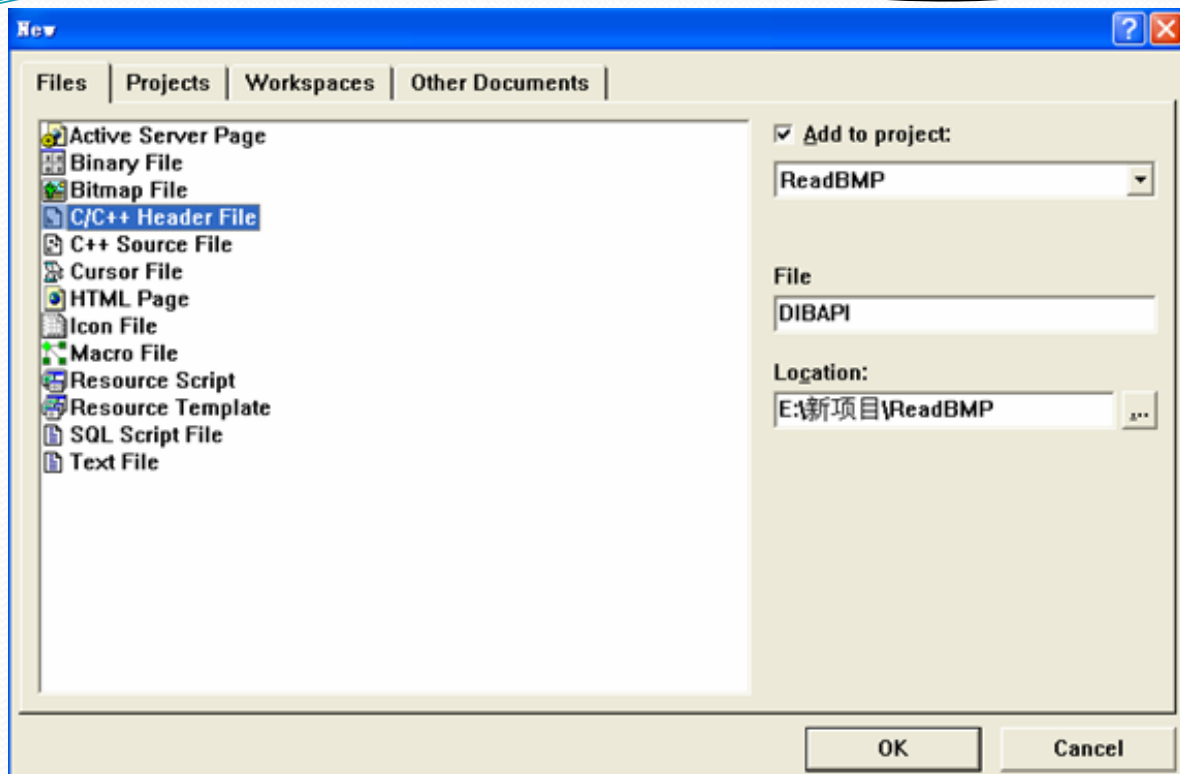 New
Files Projects Workspaces Other Documents
Active Server Page
Binary File
Bitmap File
C/C++ Header File
C++ Source File
Cursor File
HTML Page
Icon File
Macro File
Resource Script
Resource Template
SQL Script File
Text File
Add to project:
ReadBMP
File
DIBAPI
Location:
E:\新项目\ReadBMP
...
OK Cancel